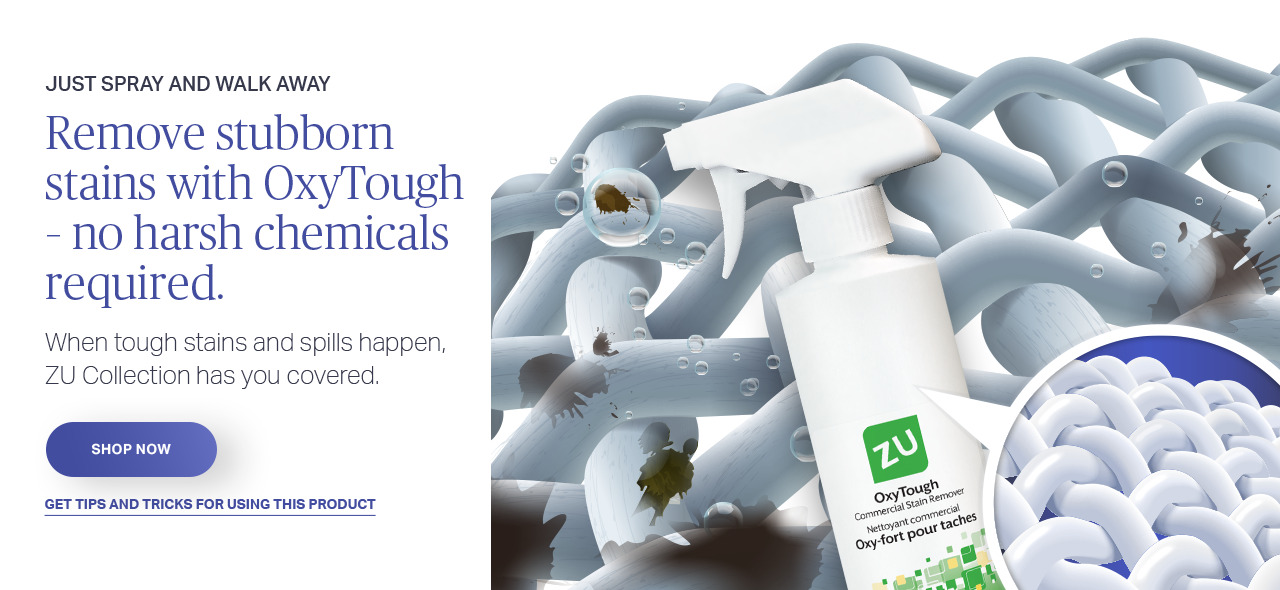 JUST SPRAY AND WALK AWAY
Remove stubborn
stains with OxyTough
- no harsh chemicals
required.
When tough stains and spills happen,
ZU Collection has you covered.
SHOP NOW
GET TIPS AND TRICKS FOR USING THIS PRODUCT
ZU
OxyTough
Commercial Stain Remover
Nettoyant commercial
Oxy-fort pour taches